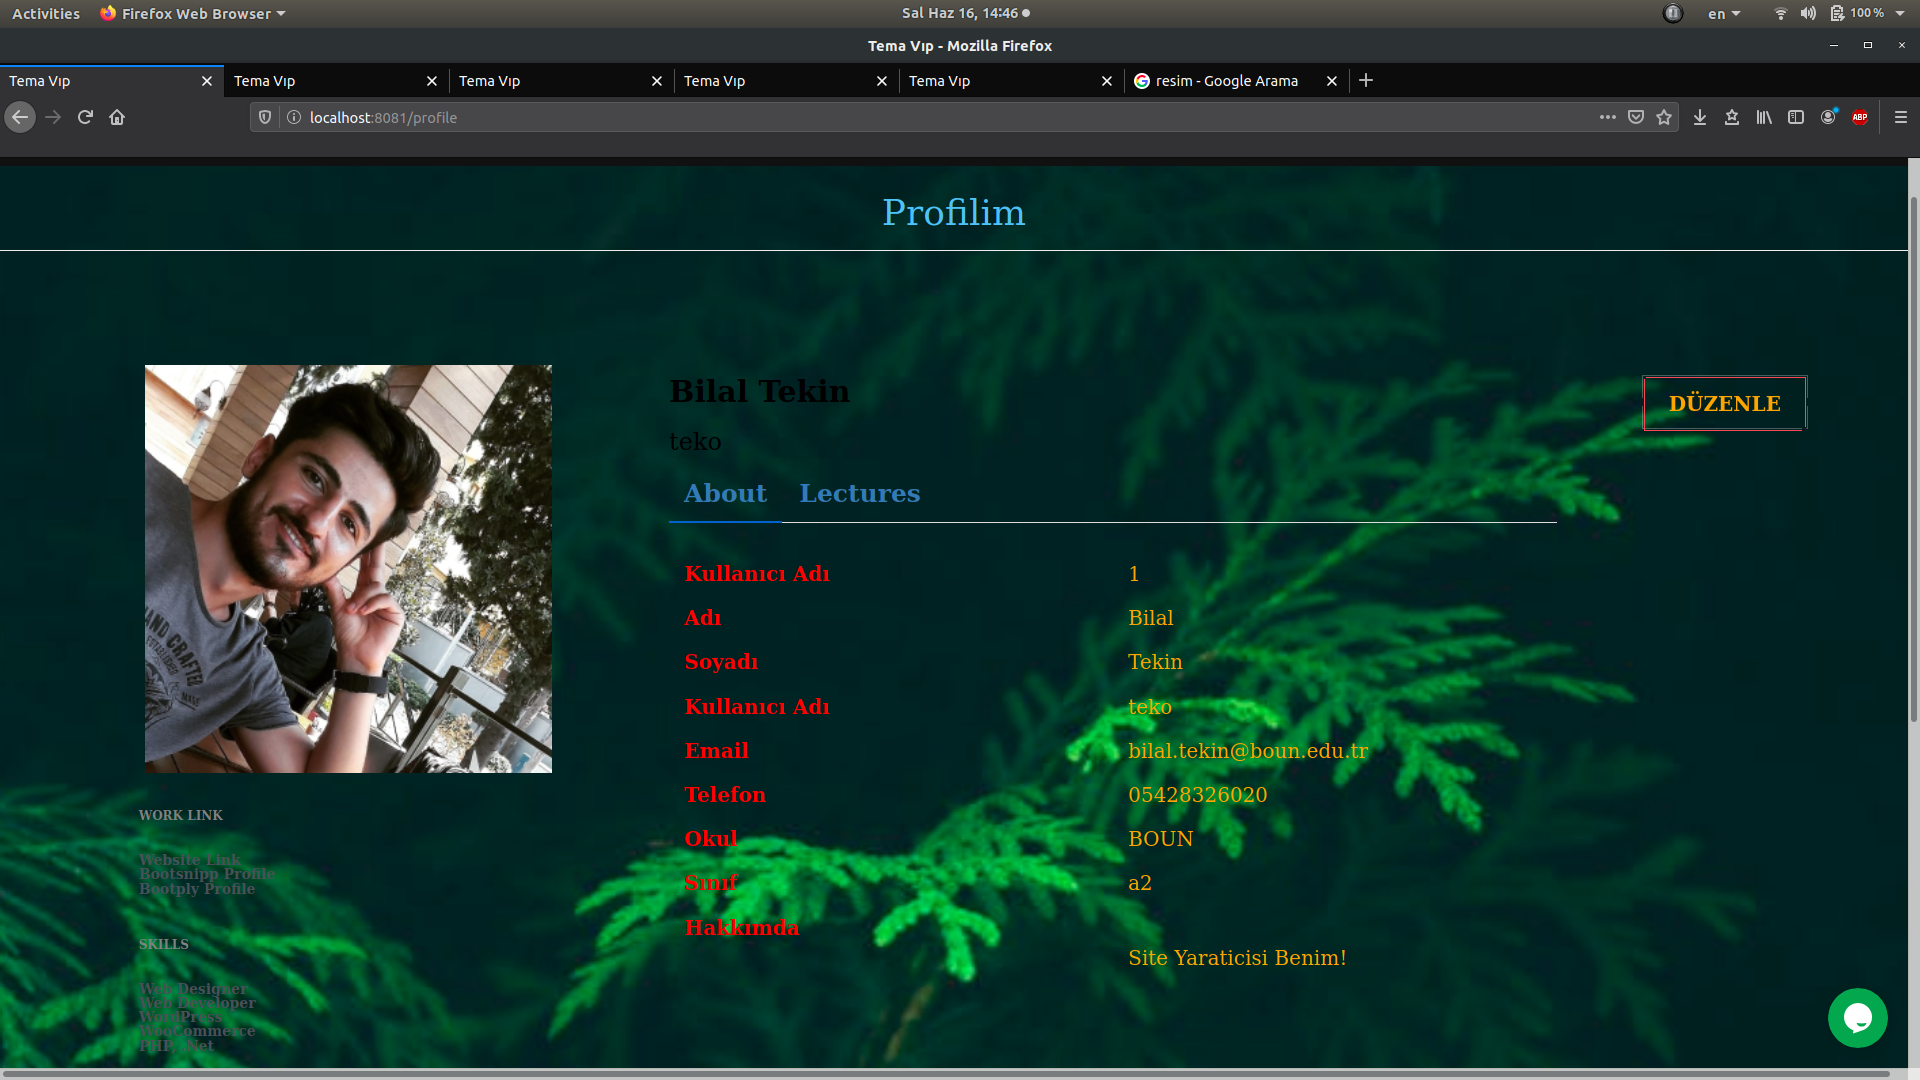 Activities Firefox Web Browser Sal Haz 16, 14:46 en 100%
Tema Vıp - Mozilla Firefox
Tema Vıp Tema Vıp Tema Vıp Tema Vıp Tema Vıp resim - Google Arama
localhost:8081/profile ABP
Profilim
Bilal Tekin
DÜZENLE
teko
About Lectures
Kullanıcı Adı 1
Adı Bilal
Soyadı Tekin
Kullanıcı Adı teko
Email bilal.tekin@boun.edu.tr
Telefon 05428326020
Okul BOUN
Sınıf a2
Hakkımda
Site Yaraticisi Benim!
HAND CRAFTED
WORK LINK
Website Link
Bootsnipp Profile
Bootply Profile
SKILLS
Web Designer
Web Developer
WordPress
WooCommerce
PHP, .Net